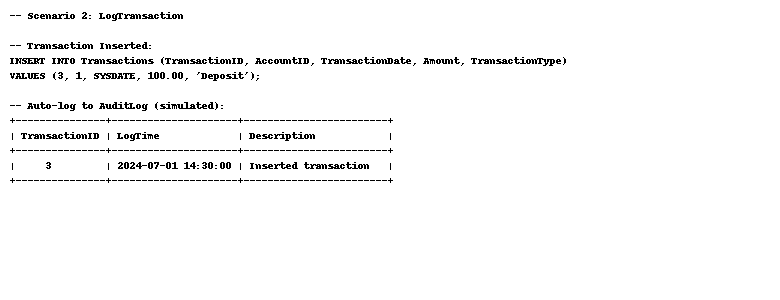 -- Scenario 2: LogTransaction
-- Transaction Inserted:
INSERT INTO Transactions (TransactionID, AccountID, TransactionDate, Amount, TransactionType)
VALUES (3, 1, SYSDATE, 100.00, 'Deposit');
-- Auto-log to AuditLog (simulated):
+---------------+---------------------+------------------------+
| TransactionID | LogTime             | Description            |
+---------------+---------------------+------------------------+
|     3         | 2024-07-01 14:30:00 | Inserted transaction   |
+---------------+---------------------+------------------------+